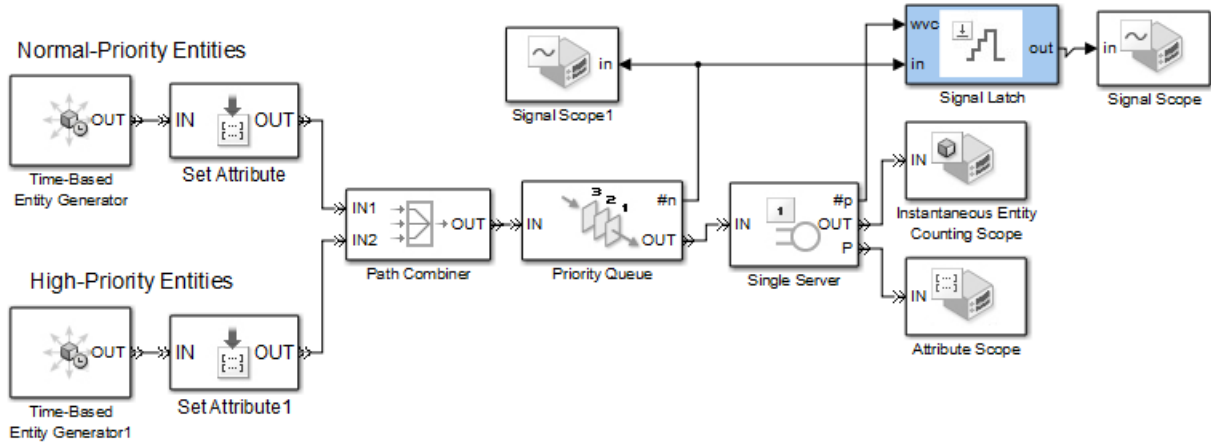 Normal-Priority Entities
OUT
Time-Based
Entity Generator
IN
OUT
[...]
Set Attribute
High-Priority Entities
OUT
Time-Based
Entity Generator1
IN
OUT
[...]
Set Attribute1
IN1
IN2
OUT
Path Combiner
IN
3
2
1
#n
OUT
Priority Queue
in
Signal Scope1
IN
1
#p
OUT
P
Single Server
wvc
in
out
Signal Latch
in
Signal Scope
IN
Instantaneous Entity
Counting Scope
IN
[...]
Attribute Scope